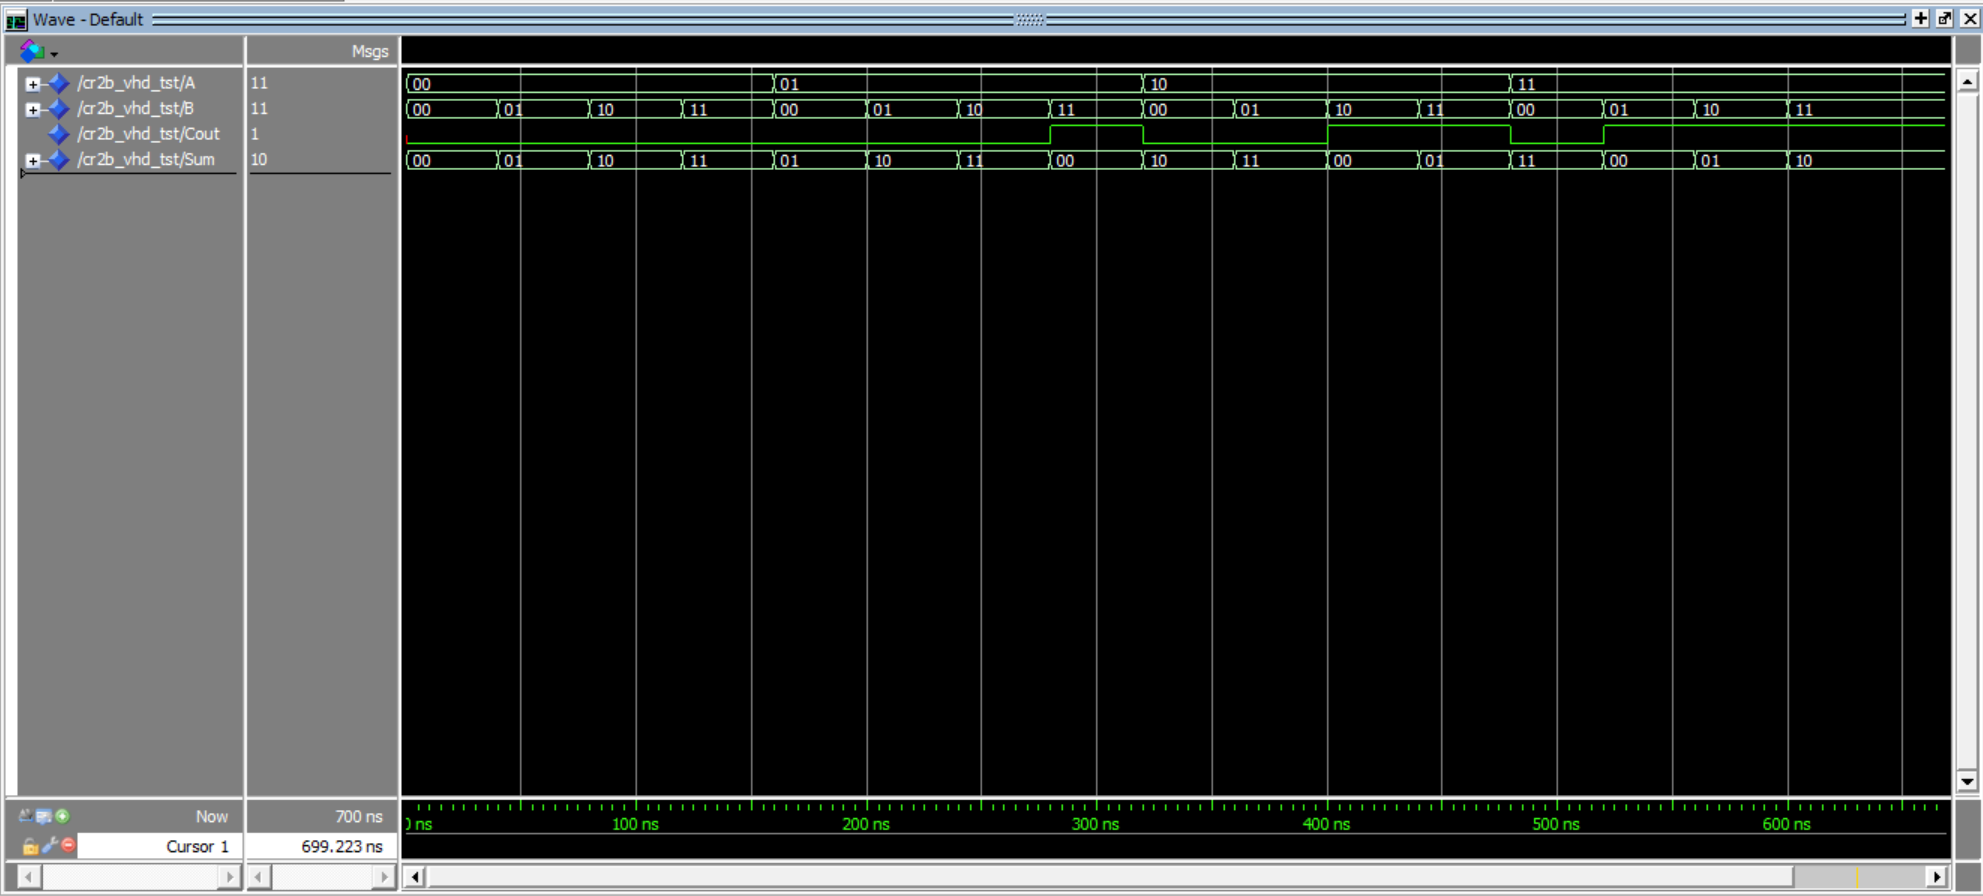 Wave - Default
Msgs
/cr2b_vhd_tst/A 11 00 01 10 11
/cr2b_vhd_tst/B 11 00 01 10 11 00 01 10 11 00 01 10 11 00 01 10 11
/cr2b_vhd_tst/Cout 1
/cr2b_vhd_tst/Sum 10 00 01 10 11 01 10 11 00 10 11 00 01 11 00 01 10
Now 700 ns ns 100 ns 200 ns 300 ns 400 ns 500 ns 600 ns
Cursor 1 699.223 ns